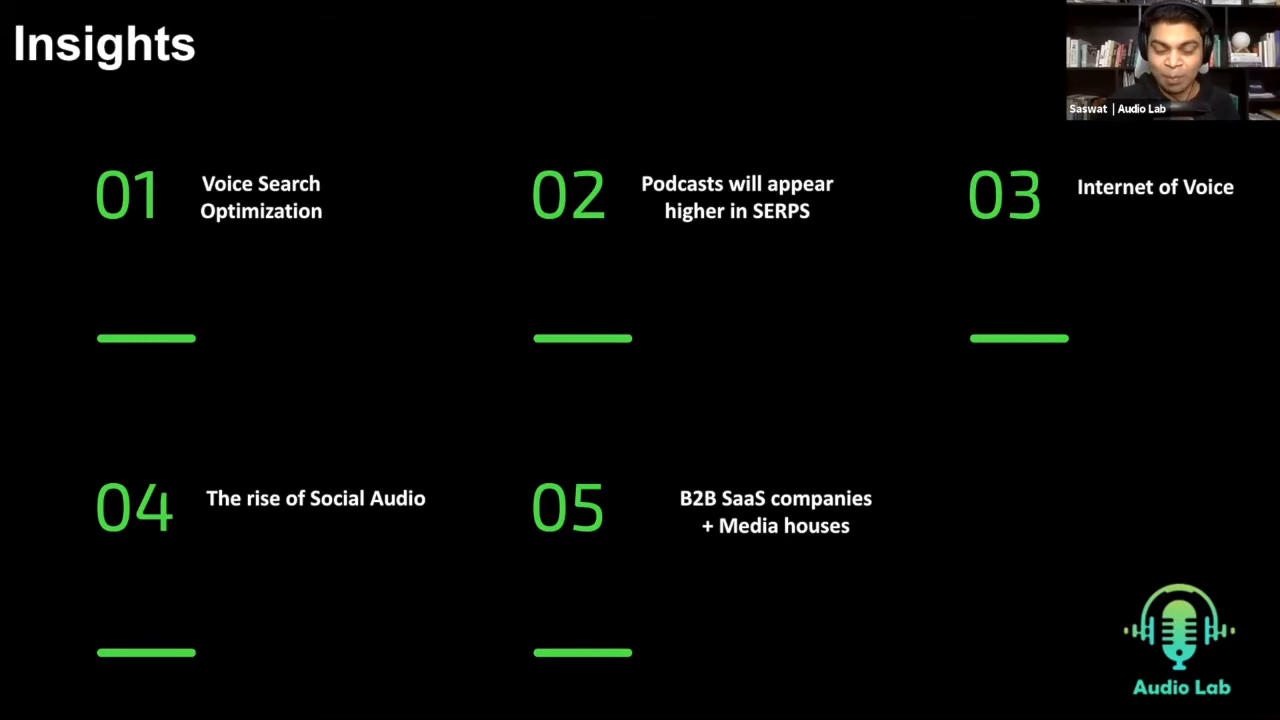 Insights
Saswat | Audio Lab
01
Voice Search
Optimization
02
Podcasts will appear
higher in SERPS
03
Internet of Voice
04
The rise of Social Audio
05
B2B SaaS companies
+ Media houses
Audio Lab